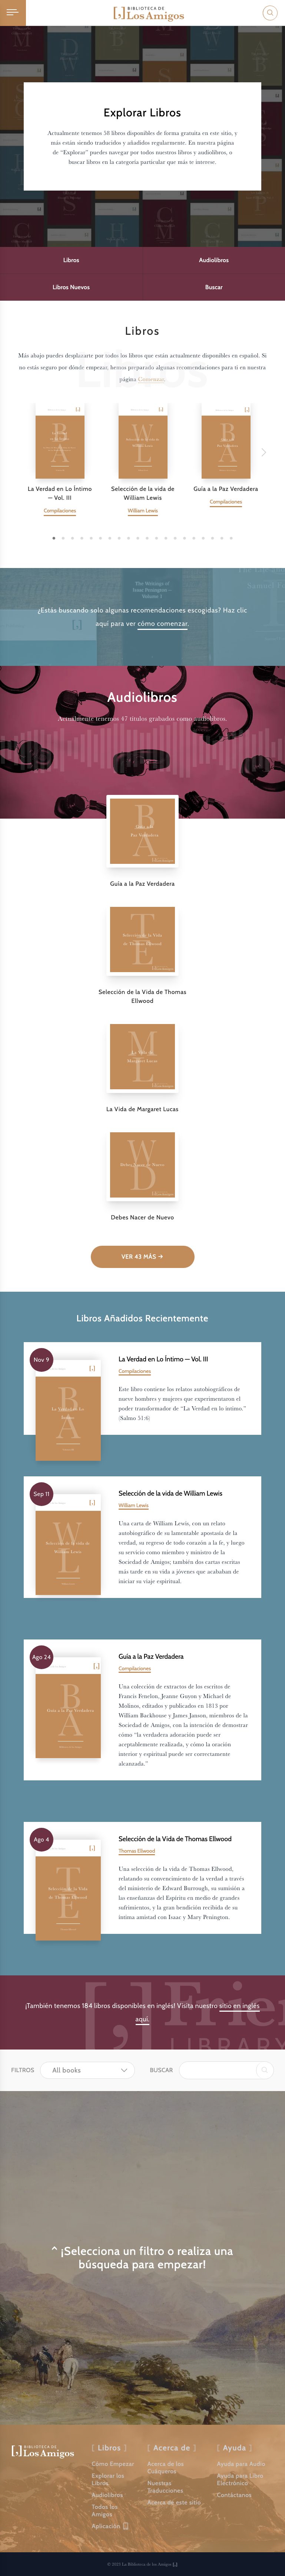 BIBLIOTECA DE
Los Amigos
Explorar Libros
Actualmente tenemos 58 libros disponibles de forma gratuita en este sitio, y
más están siendo traducidos y añadidos regularmente. En nuestra página
de “Explorar” puedes navegar por todos nuestros libros y audiolibros, o
buscar libros en la categoría particular que más te interese.
Libros
Audiolibros
Libros Nuevos
Buscar
Libros
Más abajo puedes desplazarte por todos los libros que están actualmente disponibles en español. Si
no estás seguro por dónde empezar, hemos preparado algunas recomendaciones para ti en nuestra
página Comenzar.
La Verdad en Lo Íntimo
— Vol. III
Compilaciones
Selección de la vida de
William Lewis
William Lewis
Guía a la Paz Verdadera
Compilaciones
¿Estás buscando solo algunas recomendaciones escogidas? Haz clic
aquí para ver cómo comenzar.
Audiolibros
Actualmente tenemos 47 títulos grabados como audiolibros.
Guía a la Paz Verdadera
Selección de la Vida de Thomas
Ellwood
La Vida de Margaret Lucas
Debes Nacer de Nuevo
VER 43 MÁS →
Libros Añadidos Recientemente
Nov 9
La Verdad en Lo Íntimo — Vol. III
Compilaciones
Este libro contiene los relatos autobiográficos de
nueve hombres y mujeres que experimentaron el
poder transformador de “La Verdad en lo íntimo.”
(Salmo 51:6)
Sep 11
Selección de la vida de William Lewis
William Lewis
Una carta de William Lewis, con un relato
autobiográfico de su lamentable apostasía de la
verdad, su regreso de todo corazón a la fe, y luego
su servicio como miembro y ministro de la
Sociedad de Amigos; también dos cartas escritas
más tarde en su vida a jóvenes que acababan de
iniciar su viaje espiritual.
Ago 24
Guía a la Paz Verdadera
Compilaciones
Una colección de extractos de los escritos de
Francis Fenelon, Jeanne Guyon y Michael de
Molinos, editados y publicados en 1813 por
William Backhouse y James Janson, miembros de la
Sociedad de Amigos, con la intención de demostrar
cómo “la verdadera adoración puede ser
aceptablemente realizada, y cómo la oración
interior y espiritual puede ser correctamente
alcanzada.”
Ago 4
Selección de la Vida de Thomas Ellwood
Thomas Ellwood
Una selección de la vida de Thomas Ellwood,
relatando su convencimiento de la verdad a través
del ministerio de Edward Burrough, su sumisión a
las enseñanzas del Espíritu en medio de grandes
sufrimientos, y la gran bendición recibida de su
íntima amistad con Isaac y Mary Penington.
¡También tenemos 184 libros disponibles en inglés! Visita nuestro sitio en inglés
aquí.
FILTROS
All books
BUSCAR
⌃ ¡Selecciona un filtro o realiza una
búsqueda para empezar!
BIBLIOTECA DE
Los Amigos
Libros
Cómo Empezar
Explorar los
Libros
Audiolibros
Todos los
Amigos
Aplicación
Acerca de
Acerca de los
Cuáqueros
Nuestras
Traducciones
Acerca de este sitio
Ayuda
Ayuda para Audio
Ayuda para Libro
Electrónico
Contáctanos
© 2025 La Biblioteca de los Amigos